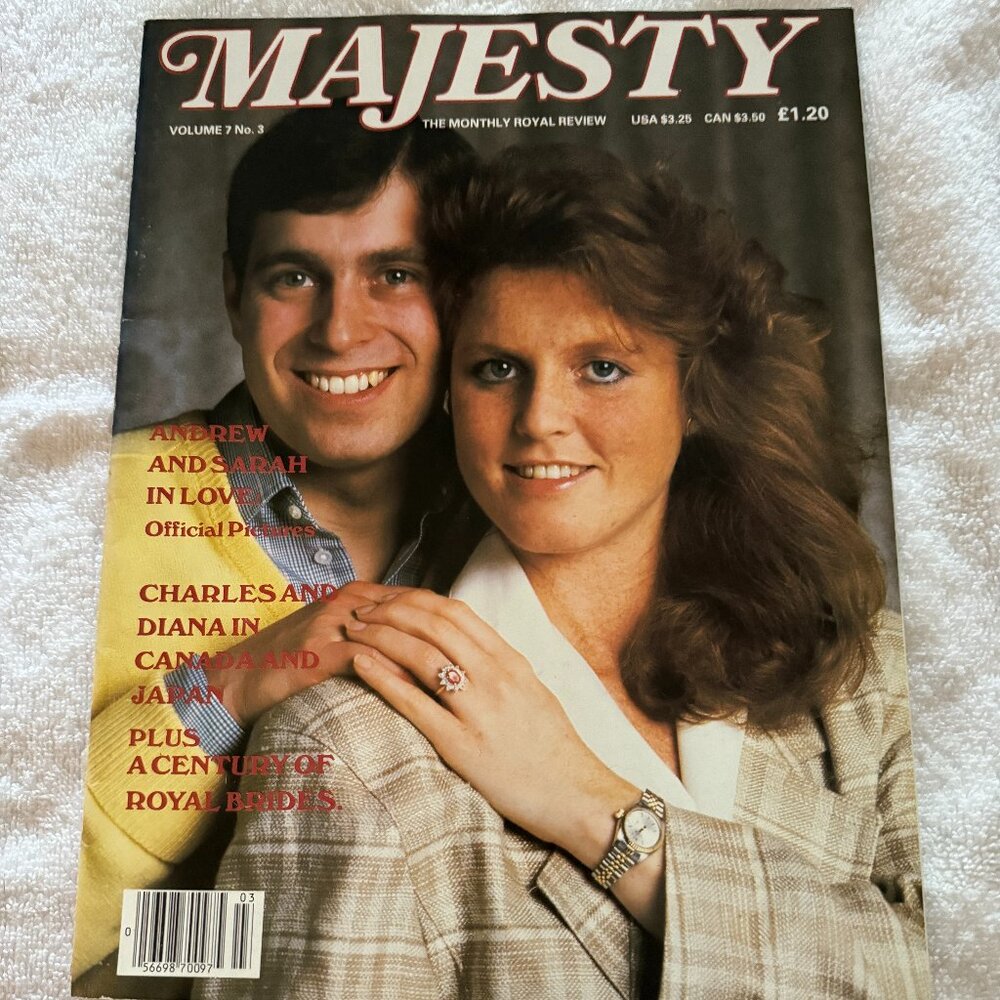 MAJESTY
VOLUME 7 No. 3 THE MONTHLY ROYAL REVIEW USA $3.25 CAN $3.50 £1.20
ANDREW
AND SARAH
IN LOVE:
Official Pictures
CHARLES AND
DIANA IN
CANADA AND
JAPAN
PLUS
A CENTURY OF
ROYAL BRIDES.
03
0 56698 70097